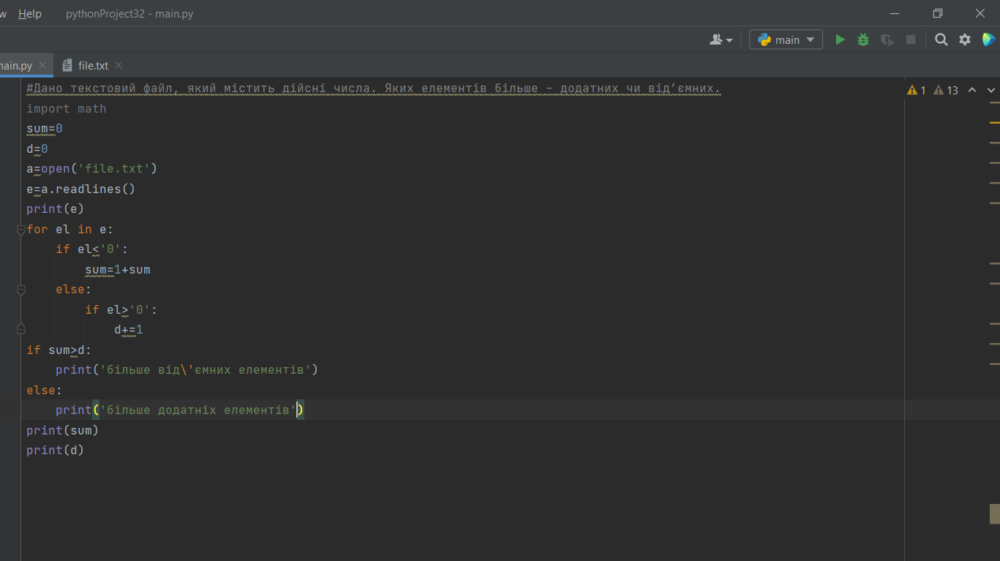 w Help pythonProject32 - main.py
main
main.py file.txt
#Дано текстовий файл, який містить дійсні числа. Яких елементів більше – додатних чи від’ємних.
1 13
import math
sum=0
d=0
a=open('file.txt')
e=a.readlines()
print(e)
for el in e:
    if el<'0':
        sum=1+sum
    else:
        if el>'0':
            d+=1
if sum>d:
    print('більше від\'ємних елементів')
else:
    print('більше додатніх елементів')
print(sum)
print(d)